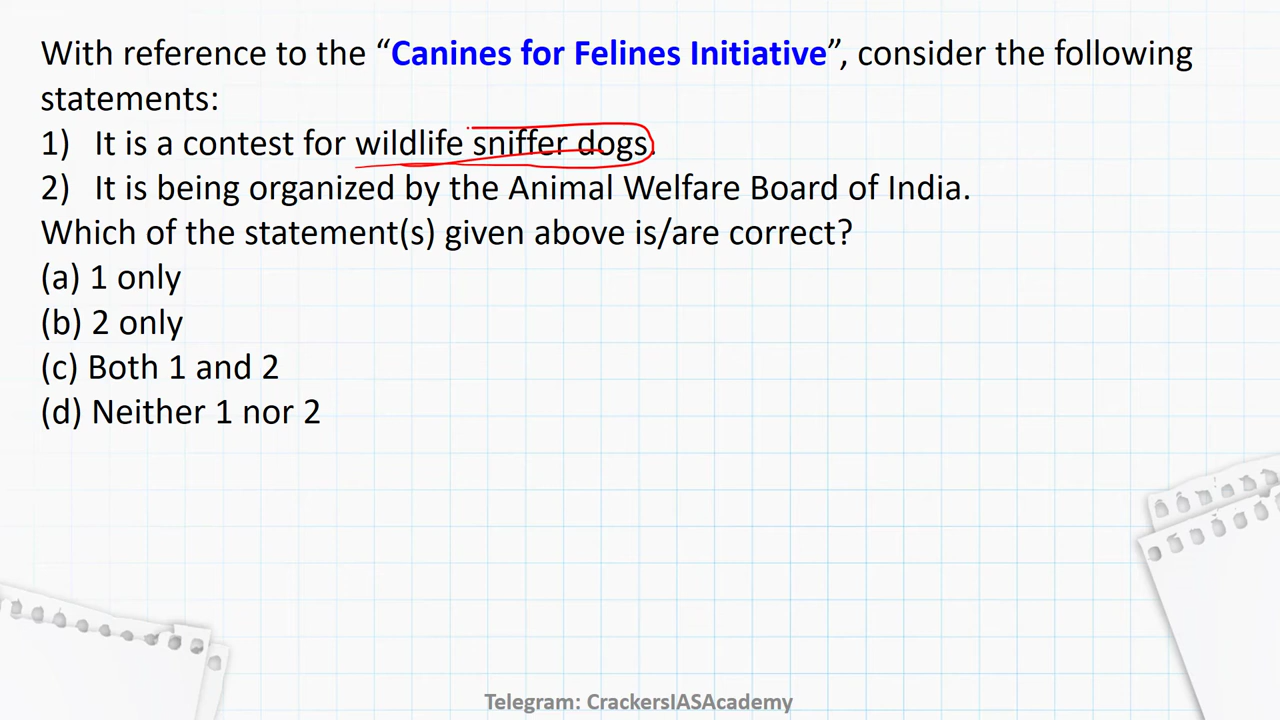 With reference to the “Canines for Felines Initiative”, consider the following
statements:
1) It is a contest for wildlife sniffer dogs.
2) It is being organized by the Animal Welfare Board of India.
Which of the statement(s) given above is/are correct?
(a) 1 only
(b) 2 only
(c) Both 1 and 2
(d) Neither 1 nor 2
Telegram: CrackersIASAcademy